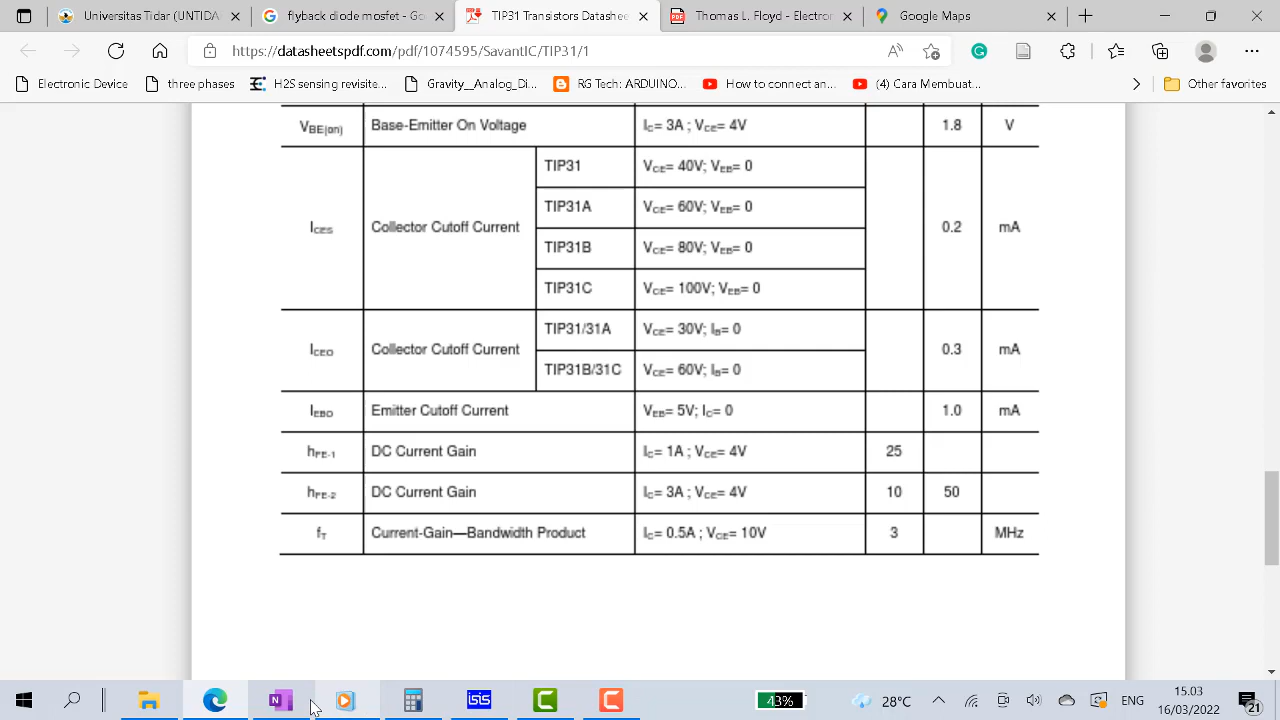 Universitas Tidar (UNTIDA
flyback diode cho mosfet - G
TIP31 Transistors Datashee
PDF Thomas L. Floyd - Electron
Google Maps
https://datasheetspdf.com/pdf/1074595/SavantIC/TIP31/1
Electronic Device
three phases
H2S sensing revisite...
Gravity__Analog_Di...
RG Tech: ARDUINO...
How to connect an...
(4) Cara Membuat...
Other favorites
VBE(on) Base-Emitter On Voltage IC= 3A ; VCE= 4V 1.8 V
TIP31 VCE= 40V; VEB= 0
TIP31A VCE= 60V; VEB= 0
ICES Collector Cutoff Current 0.2 mA
TIP31B VCE= 80V; VEB= 0
TIP31C VCE= 100V; VEB= 0
TIP31/31A VCE= 30V; IB= 0
ICEO Collector Cutoff Current 0.3 mA
TIP31B/31C VCE= 60V; IB= 0
IEBO Emitter Cutoff Current VEB= 5V; IC= 0 1.0 mA
hFE-1 DC Current Gain IC= 1A ; VCE= 4V 25
hFE-2 DC Current Gain IC= 3A ; VCE= 4V 10 50
fT Current-Gain—Bandwidth Product IC= 0.5A ; VCE= 10V 3 MHz
N
isis
C
C
43%
28°C
ENG
15.03
16/03/2022
21